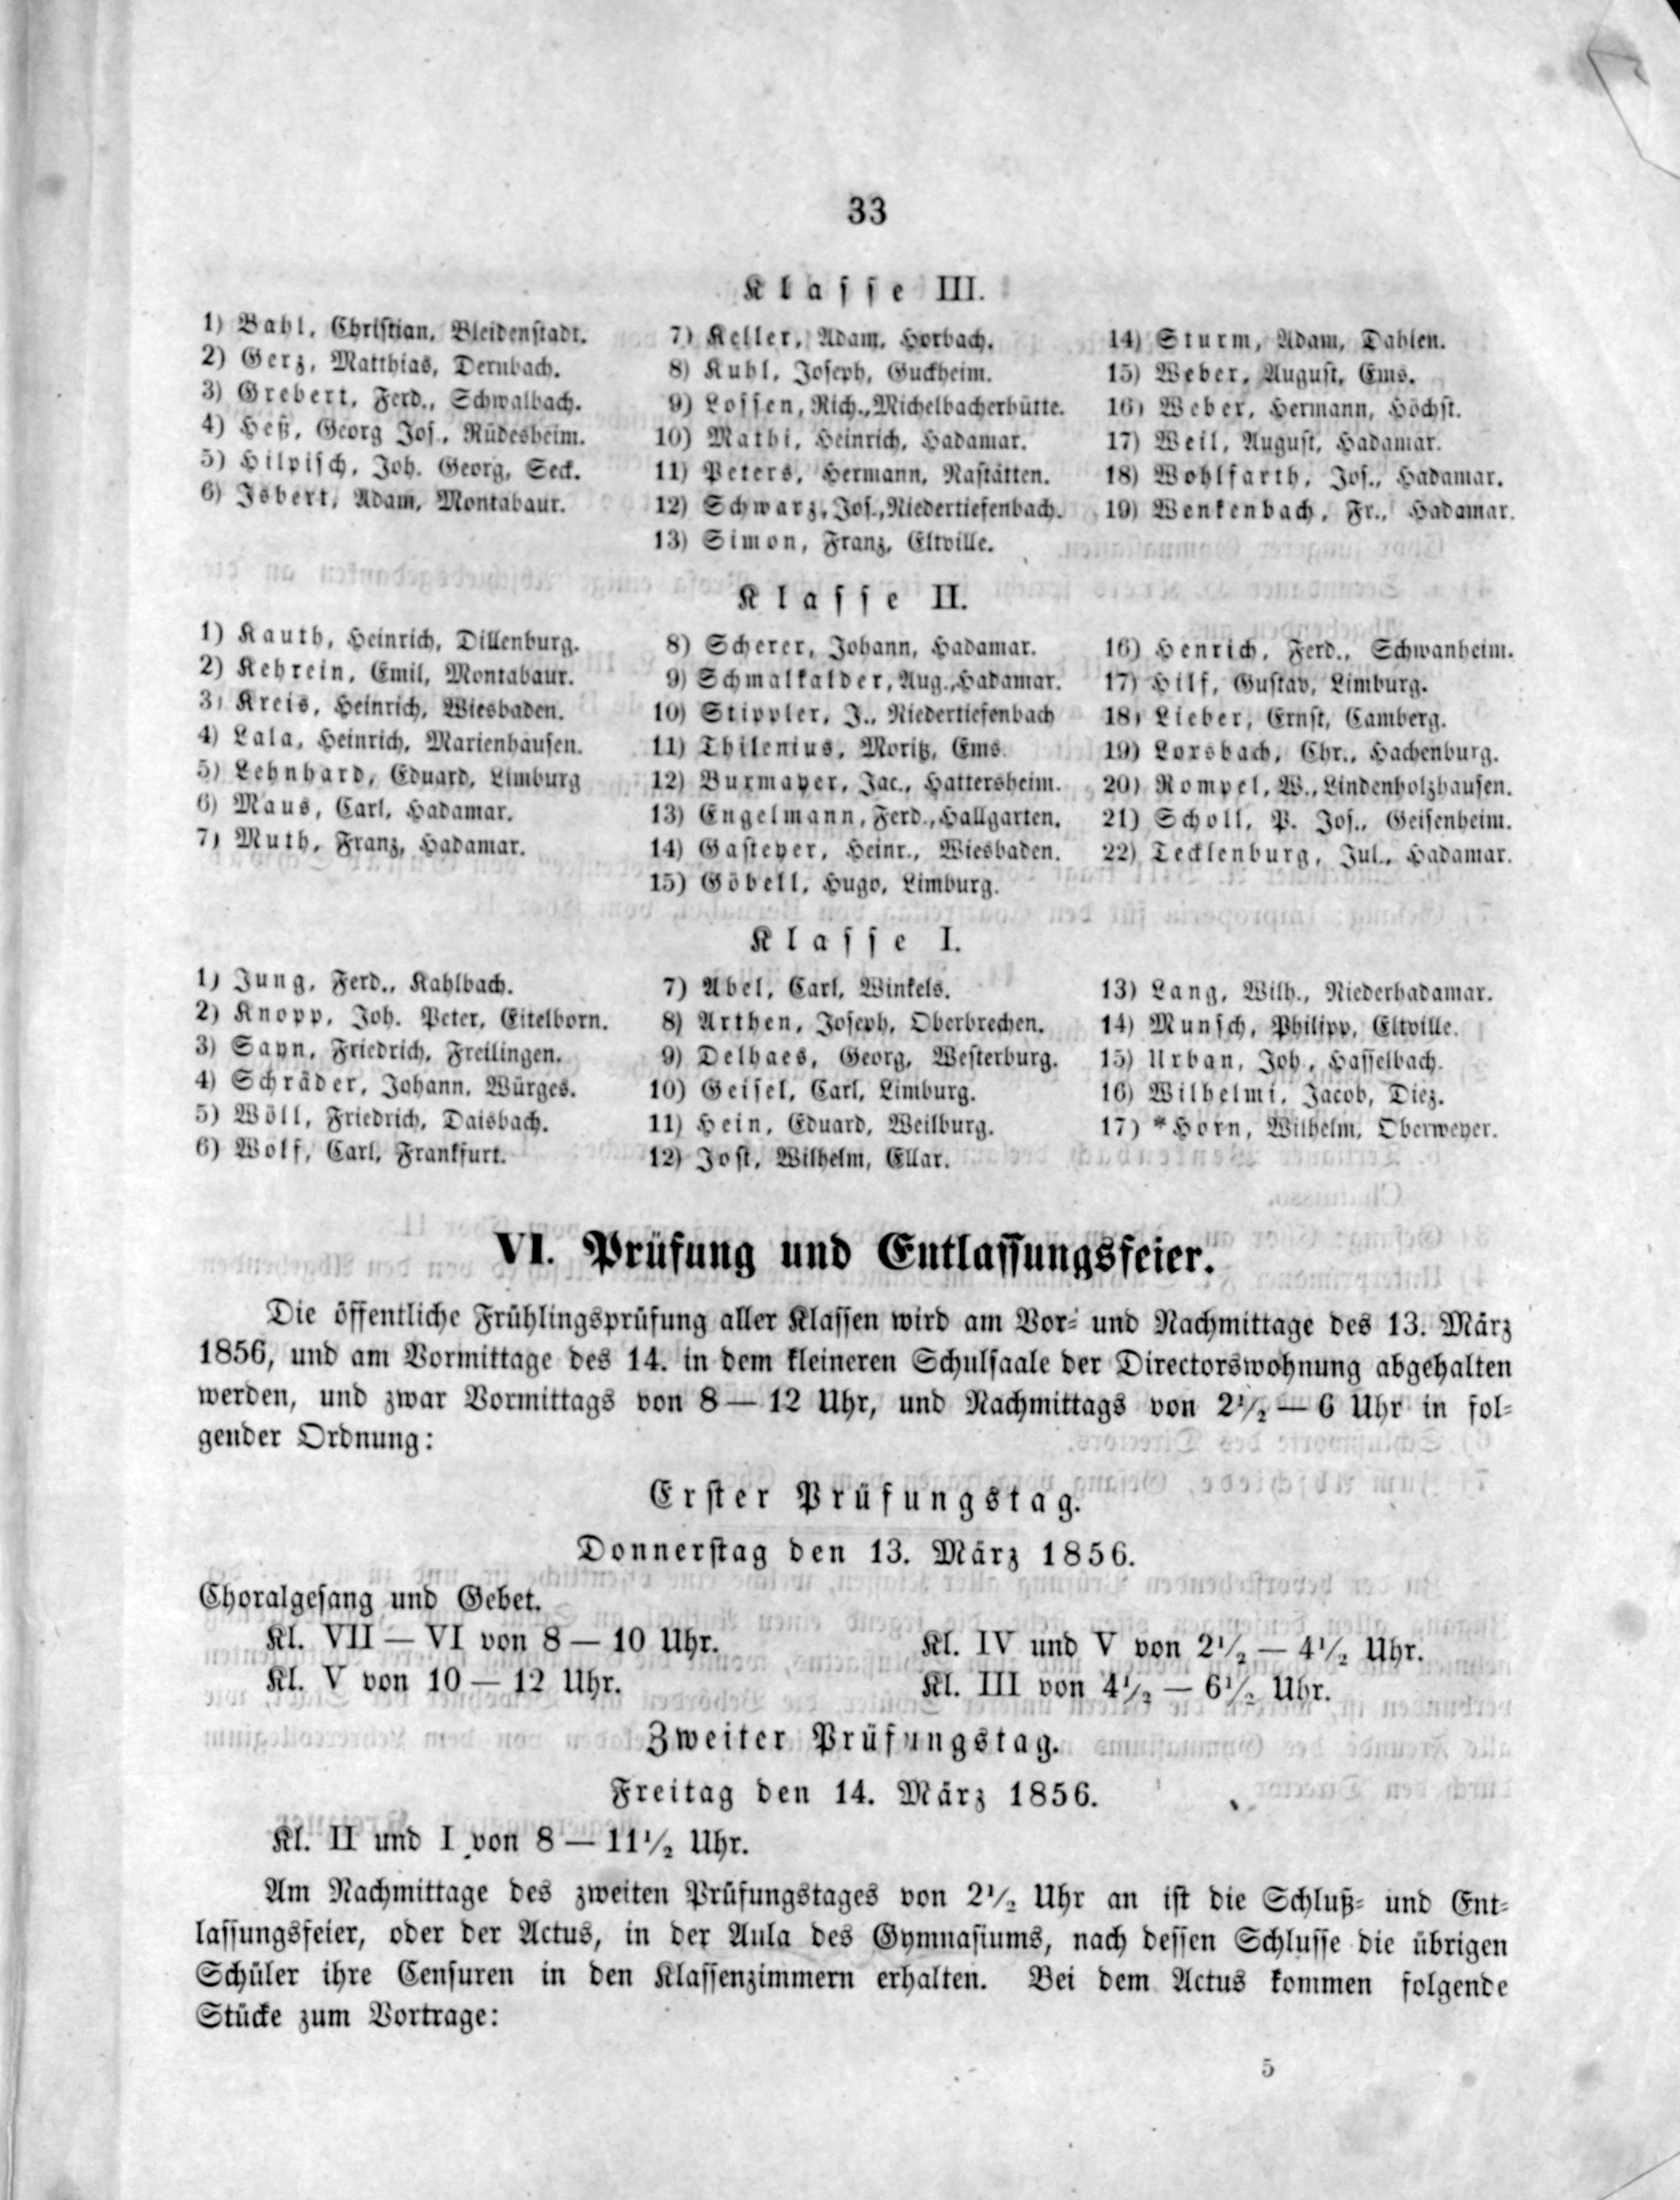 33
Klasse III.
1) Bahl, Christian, Bleidenstadt.
2) Gerz, Matthias, Dernbach.
3) Grebert, Ferd., Schwalbach.
4) Heß, Georg Jos., Rüdesheim.
5) Hilpisch, Joh. Georg, Seck.
6) Isbert, Adam, Montabaur.
7) Keller, Adam, Horbach.
8) Kuhl, Joseph, Guckheim.
9) Lossen, Rich., Michelbacherhütte.
10) Mathi, Heinrich, Hadamar.
11) Peters, Hermann, Nastätten.
12) Schwarz, Jos., Niedertiefenbach.
13) Simon, Franz, Eltville.
14) Sturm, Adam, Dahlen.
15) Weber, August, Ems.
16) Weber, Hermann, Höchst.
17) Weil, August, Hadamar.
18) Wohlfarth, Jos., Hadamar.
19) Wenkenbach, Fr., Hadamar.
Klasse II.
1) Kauth, Heinrich, Dillenburg.
2) Kehrein, Emil, Montabaur.
3) Kreis, Heinrich, Wiesbaden.
4) Lala, Heinrich, Marienhausen.
5) Lehnhard, Eduard, Limburg
6) Maus, Carl, Hadamar.
7) Muth, Franz, Hadamar.
8) Scherer, Johann, Hadamar.
9) Schmalkalder, Aug., Hadamar.
10) Stippler, J., Niedertiefenbach
11) Thilenius, Moritz, Ems.
12) Burmayer, Jac., Hattersheim.
13) Engelmann, Ferd., Hallgarten.
14) Gasteyer, Heinr., Wiesbaden.
15) Göbell, Hugo, Limburg.
16) Henrich, Ferd., Schwanheim.
17) Hilf, Gustav, Limburg.
18) Lieber, Ernst, Camberg.
19) Lorsbach, Chr., Hachenburg.
20) Rompel, W., Lindenholzhausen.
21) Scholl, P. Jos., Geisenheim.
22) Tecklenburg, Jul., Hadamar.
Klasse I.
1) Jung, Ferd., Kahlbach.
2) Knopp, Joh. Peter, Eitelborn.
3) Sayn, Friedrich, Freilingen.
4) Schräder, Johann, Würges.
5) Wöll, Friedrich, Daisbach.
6) Wolf, Carl, Frankfurt.
7) Abel, Carl, Winkels.
8) Arthen, Joseph, Oberbrechen.
9) Delhaes, Georg, Westerburg.
10) Geisel, Carl, Limburg.
11) Hein, Eduard, Weilburg.
12) Jost, Wilhelm, Ellar.
13) Lang, Wilh., Niederhadamar.
14) Munsch, Philipp, Eltville.
15) Urban, Joh., Hasselbach.
16) Wilhelmi, Jacob, Diez.
17) *Horn, Wilhelm, Oberweyer.
VI. Prüfung und Entlassungsfeier.
Die öffentliche Frühlingsprüfung aller Klassen wird am Vor- und Nachmittage des 13. März
1856, und am Vormittage des 14. in dem kleineren Schulsaale der Directorswohnung abgehalten
werden, und zwar Vormittags von 8 — 12 Uhr, und Nachmittags von 2½ — 6 Uhr in fol-
gender Ordnung:
Erster Prüfungstag.
Donnerstag den 13. März 1856.
Choralgesang und Gebet.
Kl. VII — VI von 8 — 10 Uhr.
Kl. V von 10 — 12 Uhr.
Kl. IV und V von 2½ — 4½ Uhr.
Kl. III von 4½ — 6½ Uhr.
Zweiter Prüfungstag.
Freitag den 14. März 1856.
Kl. II und I von 8 — 11½ Uhr.
Am Nachmittage des zweiten Prüfungstages von 2½ Uhr an ist die Schluß- und Ent-
lassungsfeier, oder der Actus, in der Aula des Gymnasiums, nach dessen Schlusse die übrigen
Schüler ihre Censuren in den Klassenzimmern erhalten. Bei dem Actus kommen folgende
Stücke zum Vortrage:
5